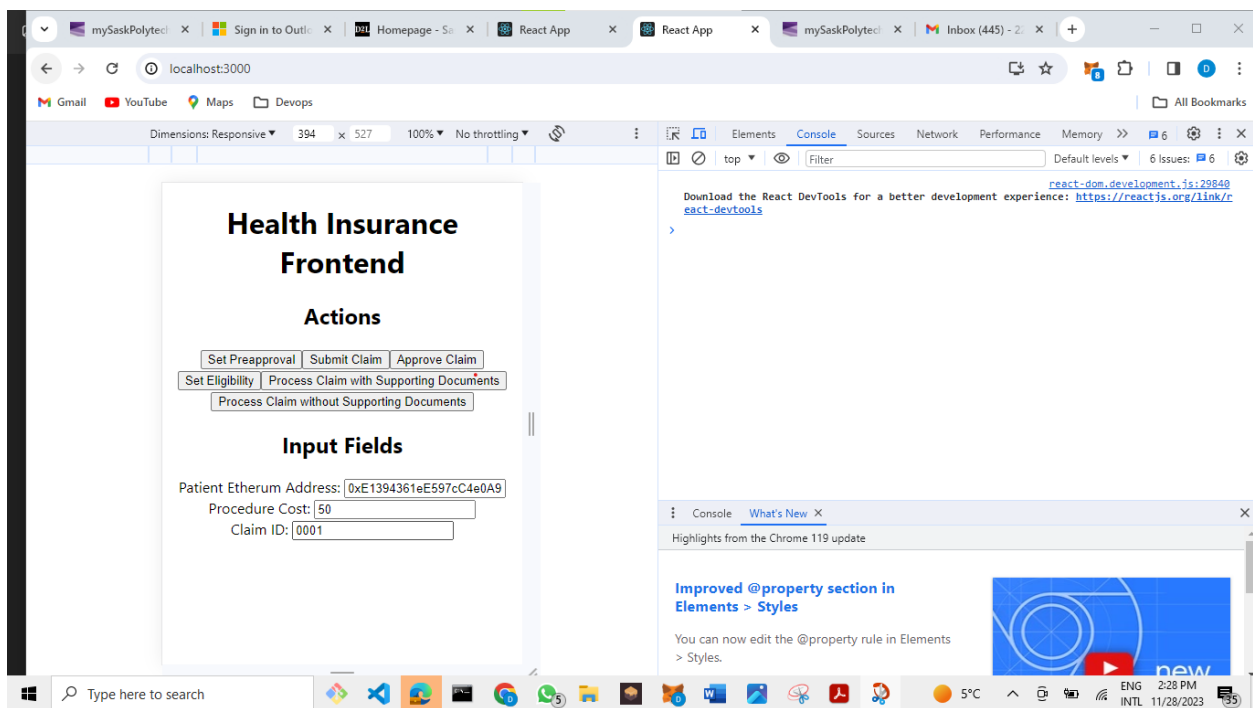 mySaskPolytech
Sign in to Outlo
D2L Homepage - Sa
React App
React App
mySaskPolytech
Inbox (445) - 22
localhost:3000
8
D
Gmail YouTube Maps Devops
All Bookmarks
Dimensions: Responsive 394 x 527 100% No throttling
Elements Console Sources Network Performance Memory 6
top Filter Default levels 6 Issues: 6
react-dom.development.js:29840
Download the React DevTools for a better development experience: https://reactjs.org/link/r
eact-devtools
Health Insurance
Frontend
Actions
Set Preapproval Submit Claim Approve Claim
Set Eligibility Process Claim with Supporting Documents
Process Claim without Supporting Documents
Input Fields
Patient Etherum Address: 0xE1394361eE597cC4e0A9
Procedure Cost: 50
Claim ID: 0001
Console What's New
Highlights from the Chrome 119 update
Improved @property section in
Elements > Styles
You can now edit the @property rule in Elements
> Styles.
new
Type here to search
5
5°C
ENG
INTL
2:28 PM
11/28/2023
35